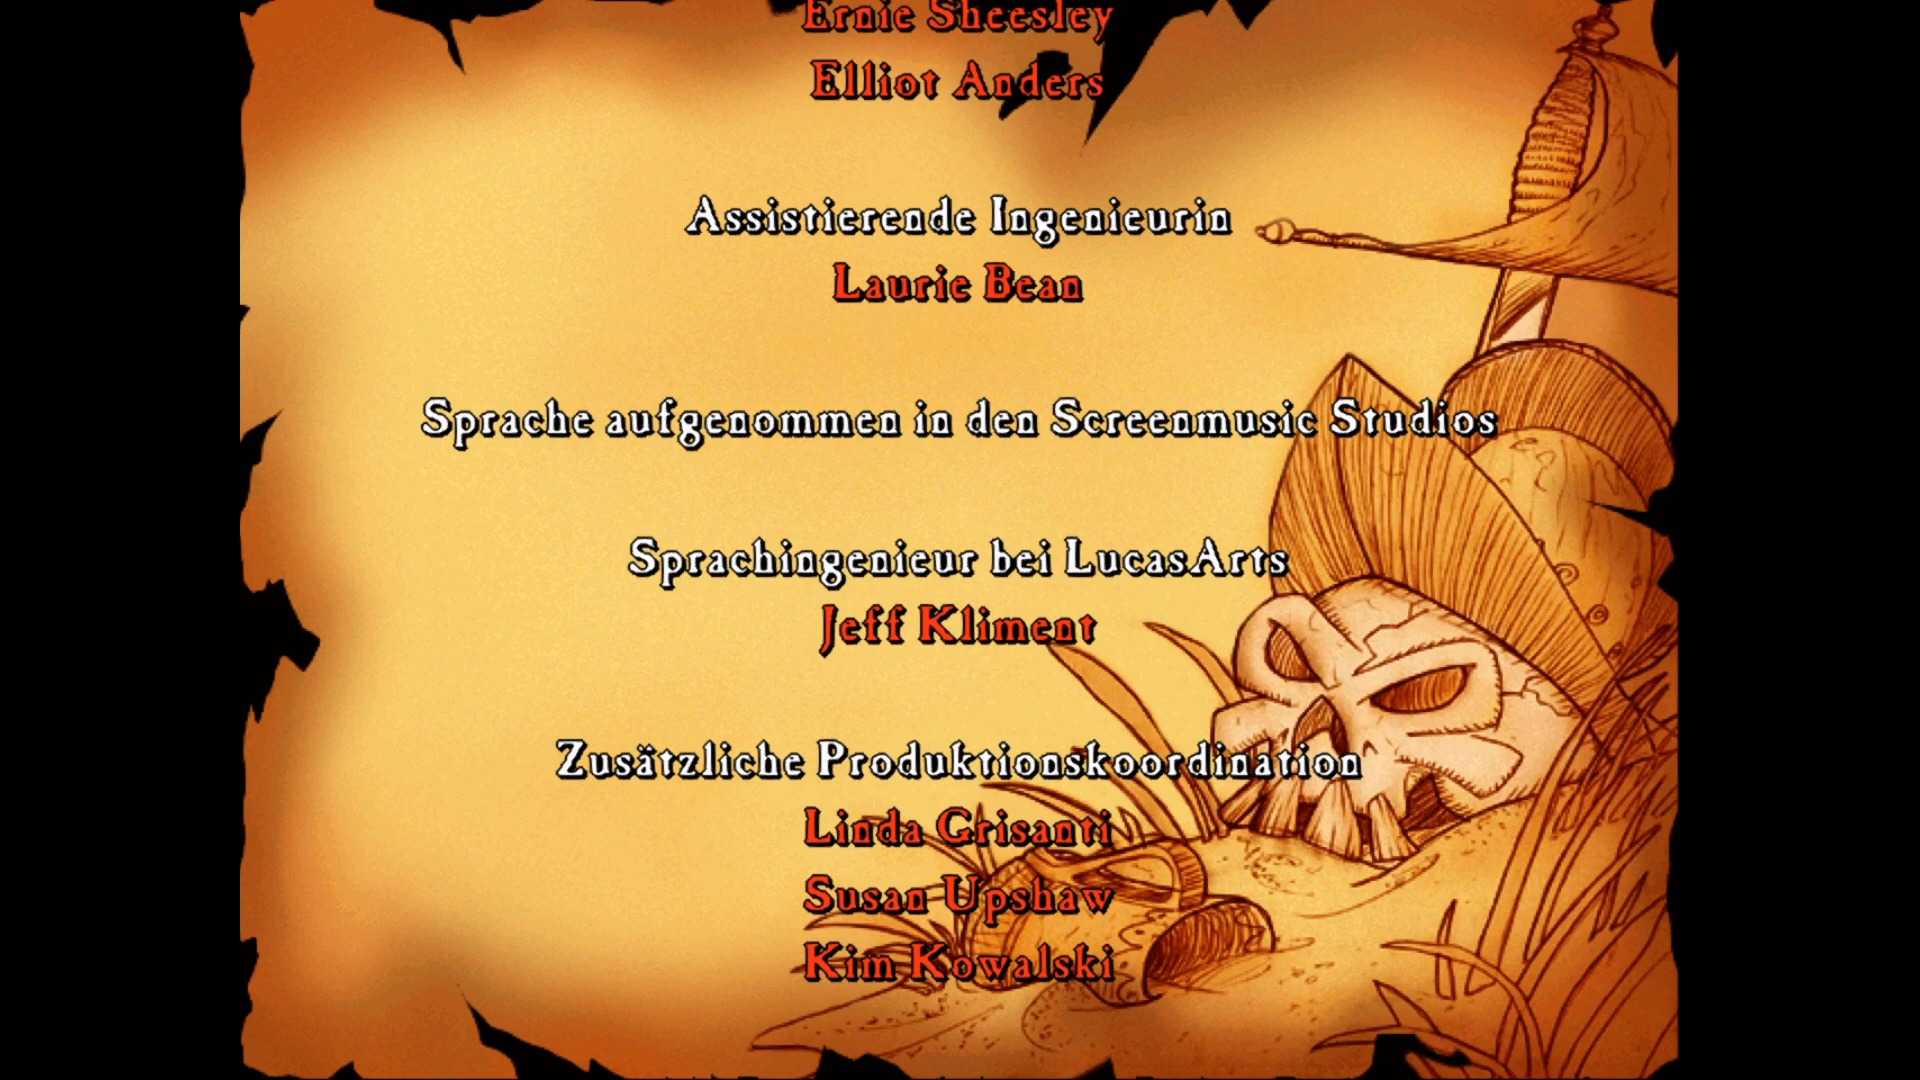 Ernie Sheesley
Elliot Anders
Assistierende Ingenieurin
Laurie Bean
Sprache aufgenommen in den Screenmusic Studios
Sprachingenieur bei LucasArts
Jeff Kliment
Zusätzliche Produktionskoordination
Linda Grisanti
Susan Upshaw
Kim Kowalski